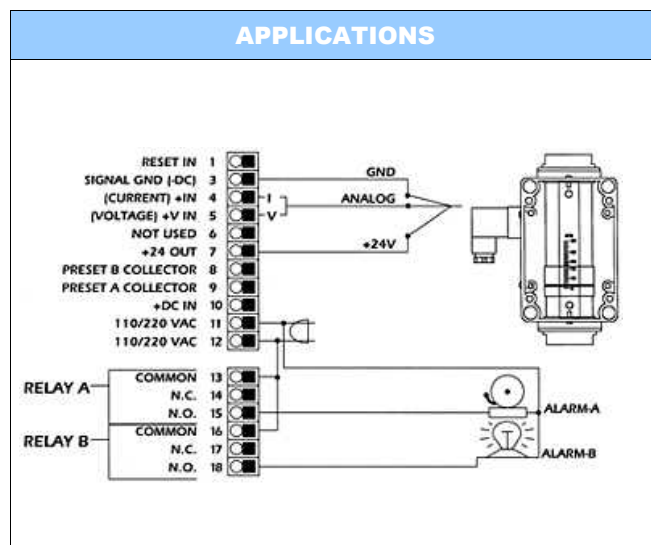 APPLICATIONS
RESET IN 1
SIGNAL GND (-DC) 3
(CURRENT) +IN 4
(VOLTAGE) +V IN 5
NOT USED 6
+24 OUT 7
PRESET B COLLECTOR 8
PRESET A COLLECTOR 9
+DC IN 10
110/220 VAC 11
110/220 VAC 12
I
V
GND
ANALOG
+24V
RELAY A
COMMON 13
N.C. 14
N.O. 15
RELAY B
COMMON 16
N.C. 17
N.O. 18
ALARM-A
ALARM-B